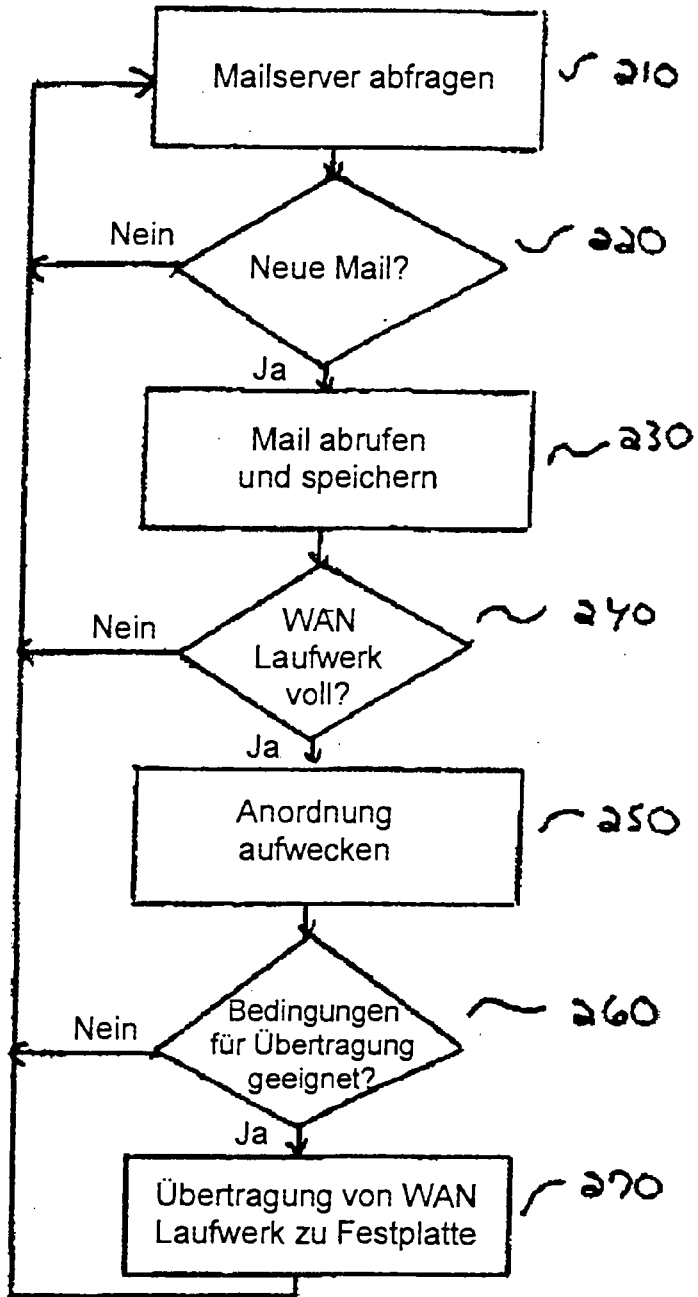 Mailserver abfragen
210
Nein
Neue Mail?
220
Ja
Mail abrufen
und speichern
230
Nein
WAN
Laufwerk
voll?
240
Ja
Anordnung
aufwecken
250
Nein
Bedingungen
für Übertragung
geeignet?
260
Ja
Übertragung von WAN
Laufwerk zu Festplatte
270